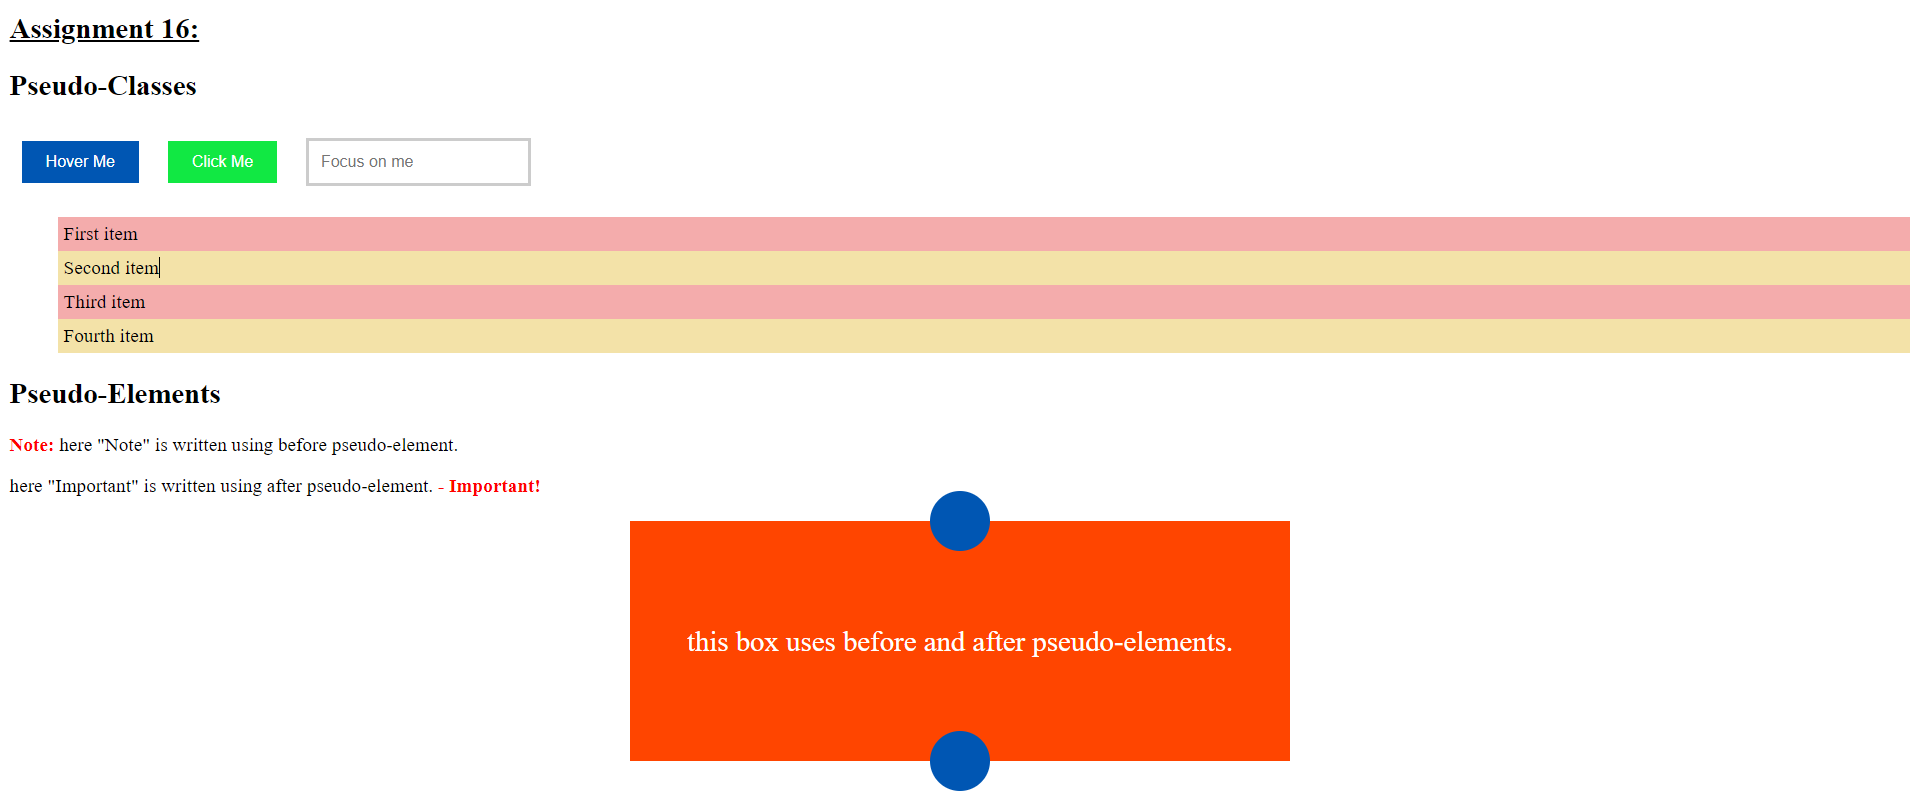 Assignment 16:
Pseudo-Classes
Hover Me Click Me Focus on me
First item
Second item
Third item
Fourth item
Pseudo-Elements
Note: here "Note" is written using before pseudo-element.
here "Important" is written using after pseudo-element. - Important!
this box uses before and after pseudo-elements.